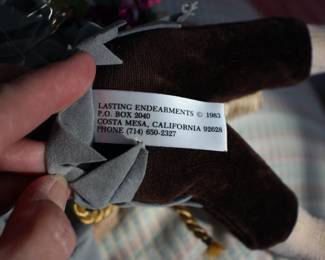 LASTING ENDEARMENTS © 1983
P.O. BOX 2040
COSTA MESA, CALIFORNIA 92628
PHONE (714) 650-2327